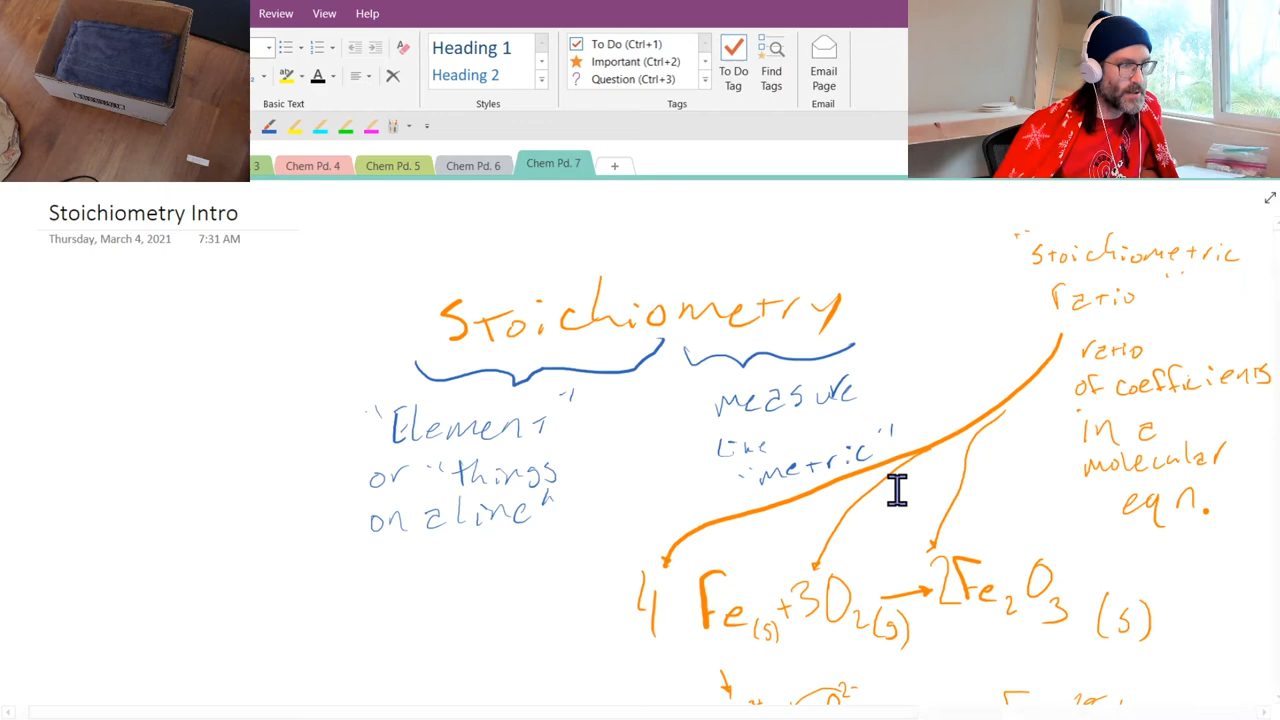 Review View Help
Heading 1
Heading 2
To Do (Ctrl+1)
Important (Ctrl+2)
Question (Ctrl+3)
To Do
Tag
Find
Tags
Email
Page
Basic Text
Styles
Tags
Email
3
Chem Pd. 4
Chem Pd. 5
Chem Pd. 6
Chem Pd. 7
+
Stoichiometry Intro
Thursday, March 4, 2021 7:31 AM
"Stoichiometric
ratio"
Stoichiometry
ratio
of coefficients
in a
molecular
eqn.
"Element"
or "things
on a line"
measure
like
"metric"
4 Fe(s) + 3O2(g) → 2Fe2O3 (s)